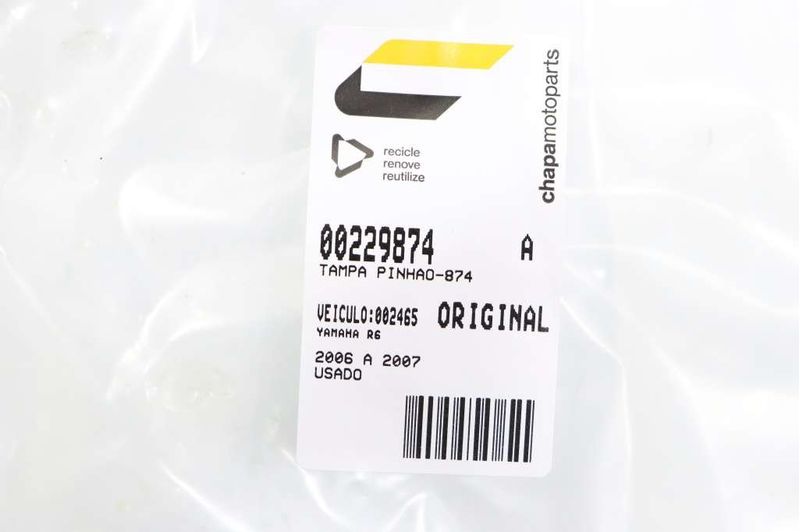 chapamotoparts
recicle
renove
reutilize
00229874 A
TAMPA PINHAO-874
VEICULO:002465 ORIGINAL
YAMAHA R6
2006 A 2007
USADO